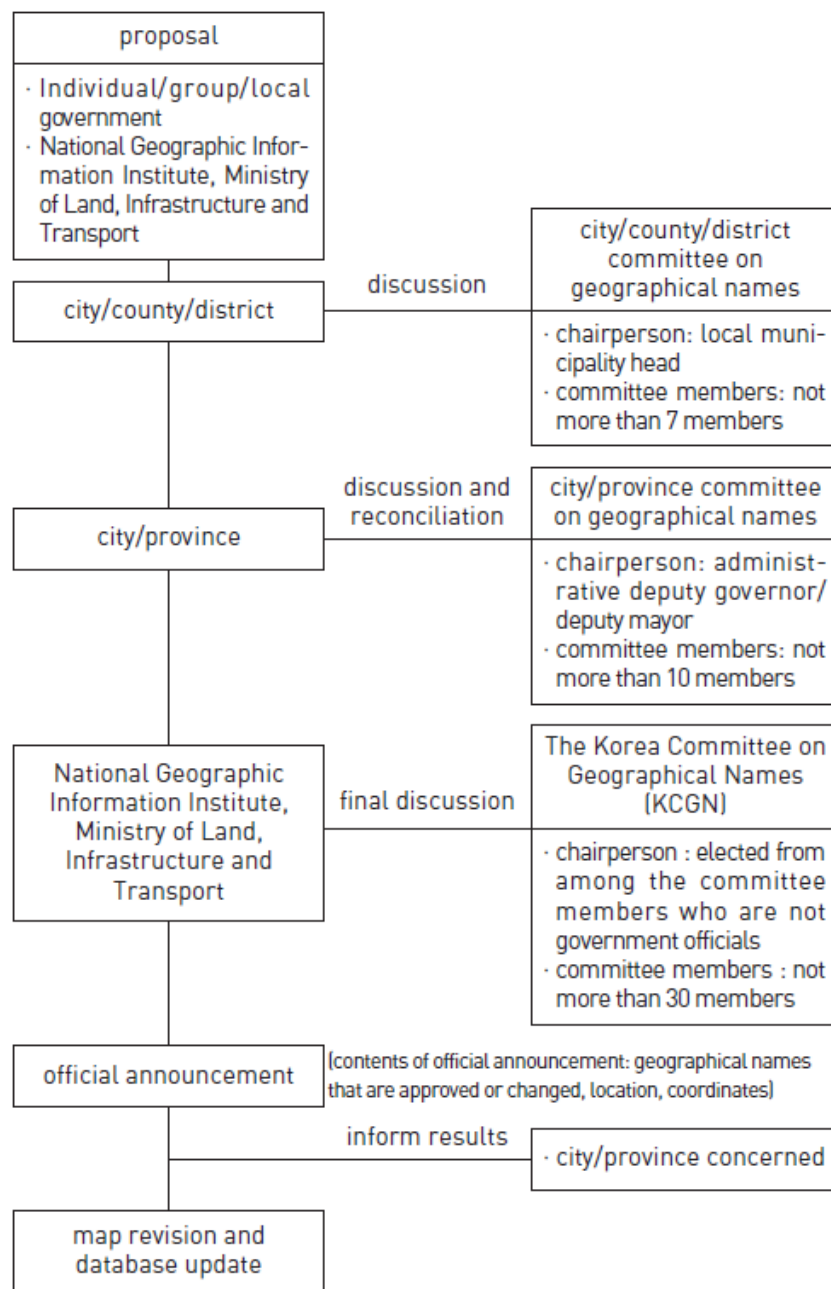 proposal
· Individual/group/local
government
· National Geographic Infor-
mation Institute, Ministry
of Land, Infrastructure and
Transport
city/county/district
discussion
city/county/district
committee on
geographical names
· chairperson: local muni-
cipality head
· committee members: not
more than 7 members
city/province
discussion and
reconciliation
city/province committee
on geographical names
· chairperson: administ-
rative deputy governor/
deputy mayor
· committee members: not
more than 10 members
National Geographic
Information Institute,
Ministry of Land,
Infrastructure and
Transport
final discussion
The Korea Committee on
Geographical Names
(KCGN)
· chairperson : elected from
among the committee
members who are not
government officials
· committee members : not
more than 30 members
official announcement
(contents of official announcement: geographical names
that are approved or changed, location, coordinates)
inform results
· city/province concerned
map revision and
database update